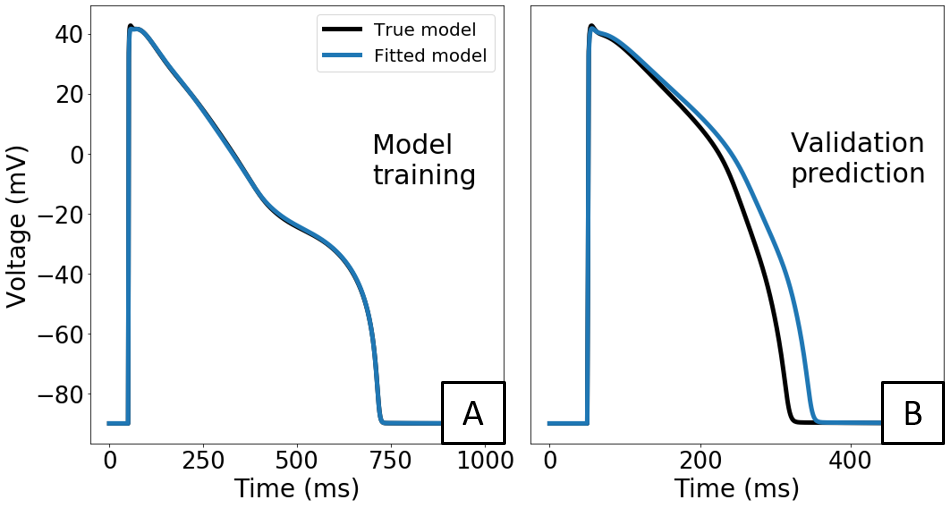 True model
Fitted model
Model
training
Validation
prediction
Voltage (mV)
40
20
0
−20
−40
−60
−80
A
B
0
250
500
750
1000
0
200
400
Time (ms)
Time (ms)